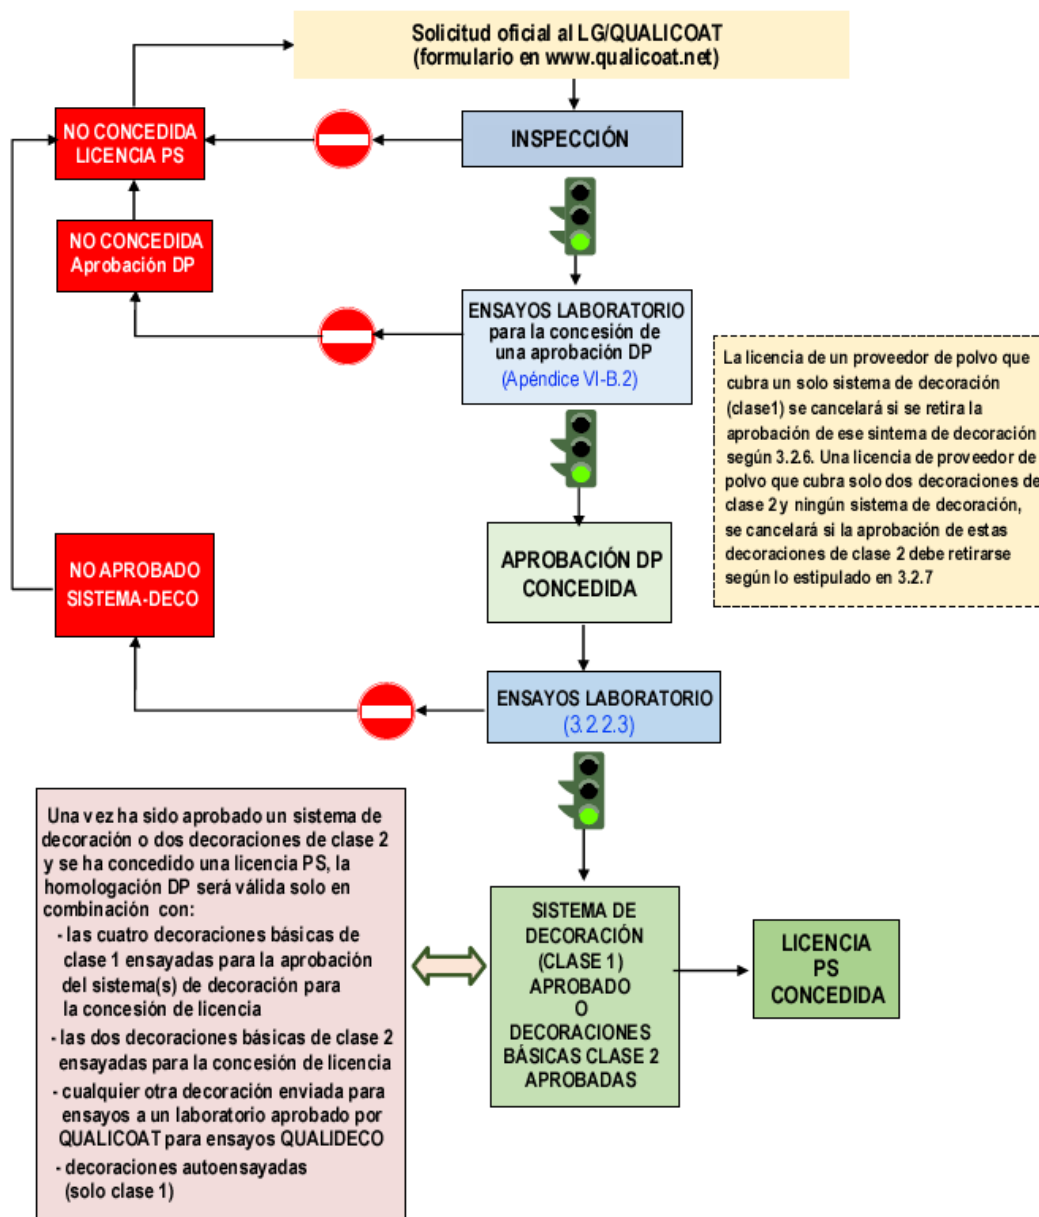 Solicitud oficial al LG/QUALICOAT
(formulario en www.qualicoat.net)
NO CONCEDIDA
LICENCIA PS
INSPECCIÓN
NO CONCEDIDA
Aprobación DP
ENSAYOS LABORATORIO
para la concesión de
una aprobación DP
(Apéndice VI-B.2)
La licencia de un proveedor de polvo que
cubra un solo sistema de decoración
(clase1) se cancelará si se retira la
aprobación de ese sintema de decoración
según 3.2.6. Una licencia de proveedor de
polvo que cubra solo dos decoraciones de
clase 2 y ningún sistema de decoración,
se cancelará si la aprobación de estas
decoraciones de clase 2 debe retirarse
según lo estipulado en 3.2.7
APROBACIÓN DP
CONCEDIDA
NO APROBADO
SISTEMA-DECO
ENSAYOS LABORATORIO
(3.2.2.3)
Una vez ha sido aprobado un sistema de
decoración o dos decoraciones de clase 2
y se ha concedido una licencia PS, la
homologación DP será válida solo en
combinación con:
- las cuatro decoraciones básicas de
clase 1 ensayadas para la aprobación
del sistema(s) de decoración para
la concesión de licencia
- las dos decoraciones básicas de clase 2
ensayadas para la concesión de licencia
- cualquier otra decoración enviada para
ensayos a un laboratorio aprobado por
QUALICOAT para ensayos QUALIDECO
- decoraciones autoensayadas
(solo clase 1)
SISTEMA DE
DECORACIÓN
(CLASE 1)
APROBADO
O
DECORACIONES
BÁSICAS CLASE 2
APROBADAS
LICENCIA
PS
CONCEDIDA